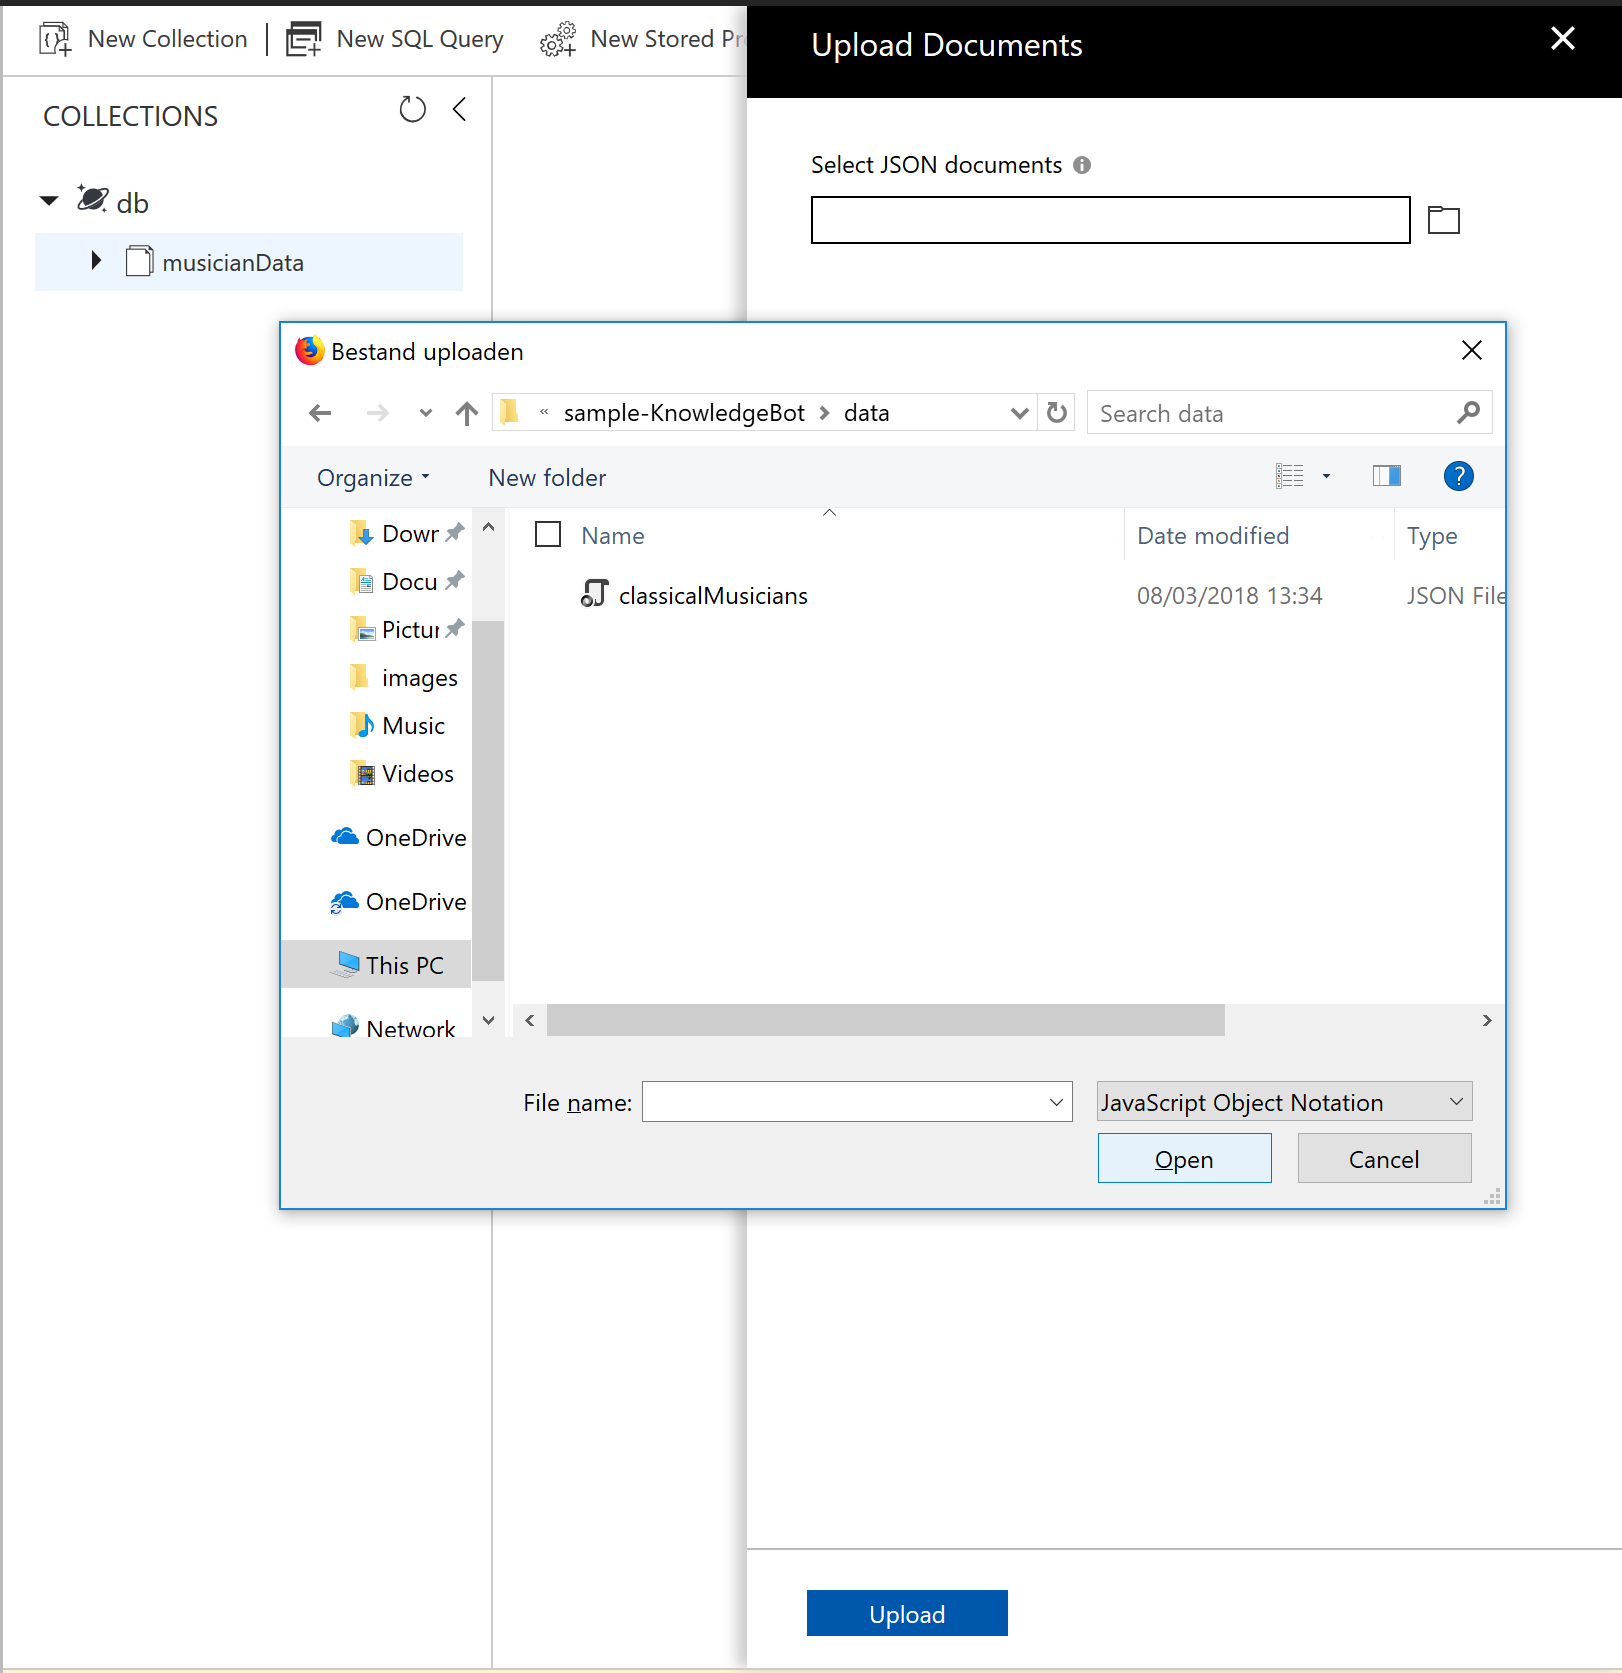 New Collection
New SQL Query
New Stored Pr
Upload Documents
COLLECTIONS
Select JSON documents
db
musicianData
Bestand uploaden
« sample-KnowledgeBot > data
Search data
Organize
New folder
?
Name
Date modified
Type
classicalMusicians
08/03/2018 13:34
JSON File
Dowr
Docu
Pictur
images
Music
Videos
OneDrive
OneDrive
This PC
Network
File name:
JavaScript Object Notation
Open
Cancel
Upload